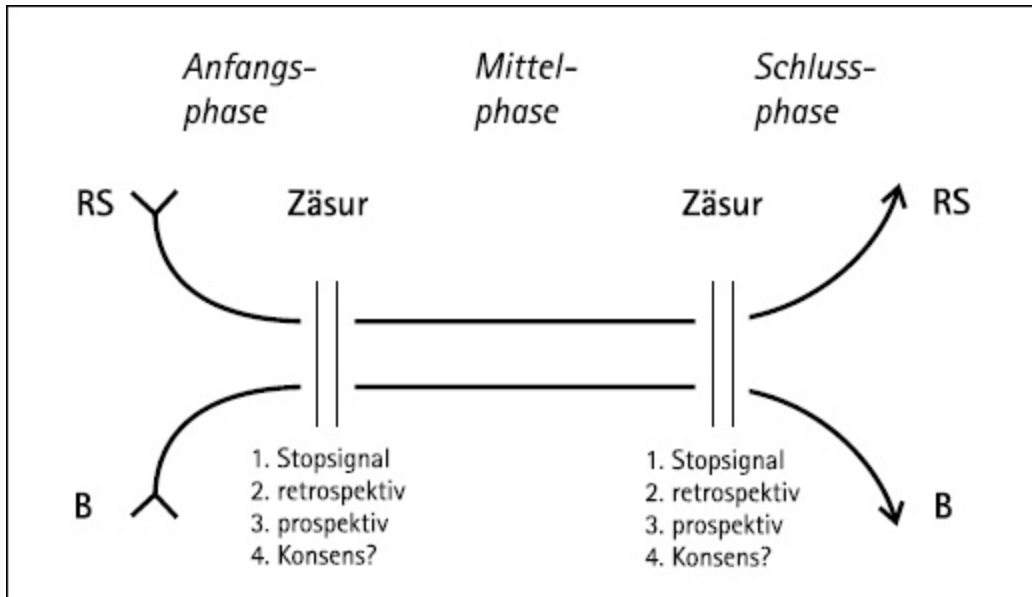 Anfangs-
phase
Mittel-
phase
Schluss-
phase
RS
Zäsur
Zäsur
RS
B
1. Stopsignal
2. retrospektiv
3. prospektiv
4. Konsens?
1. Stopsignal
2. retrospektiv
3. prospektiv
4. Konsens?
B